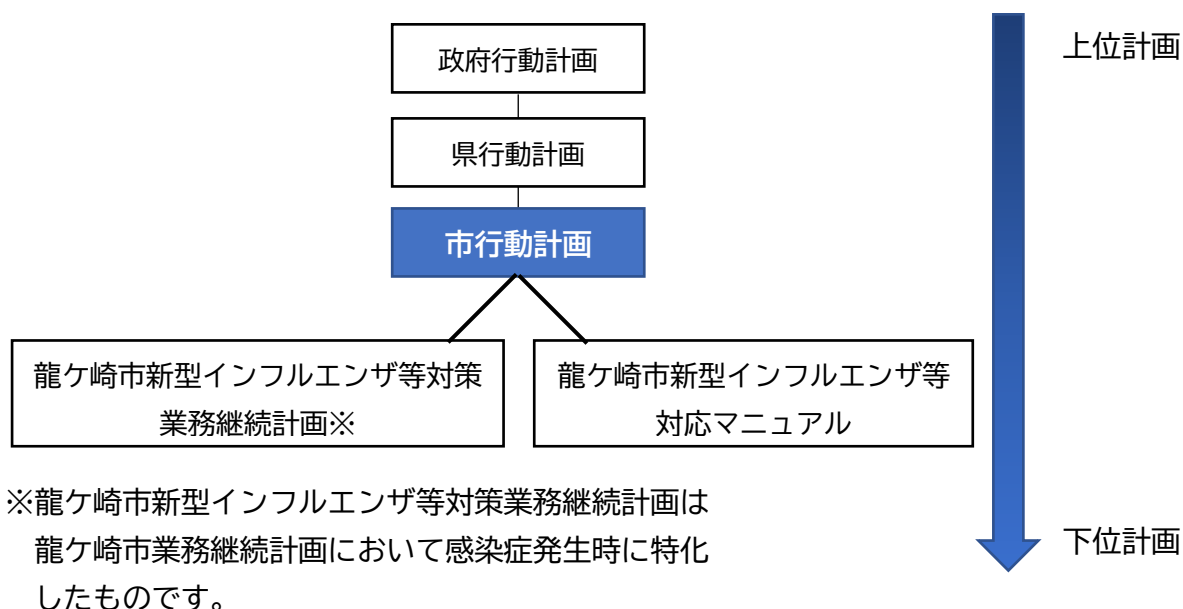 政府行動計画
上位計画
県行動計画
市行動計画
龍ケ崎市新型インフルエンザ等対策
業務継続計画※
龍ケ崎市新型インフルエンザ等
対応マニュアル
※龍ケ崎市新型インフルエンザ等対策業務継続計画は
龍ケ崎市業務継続計画において感染症発生時に特化
したものです。
下位計画